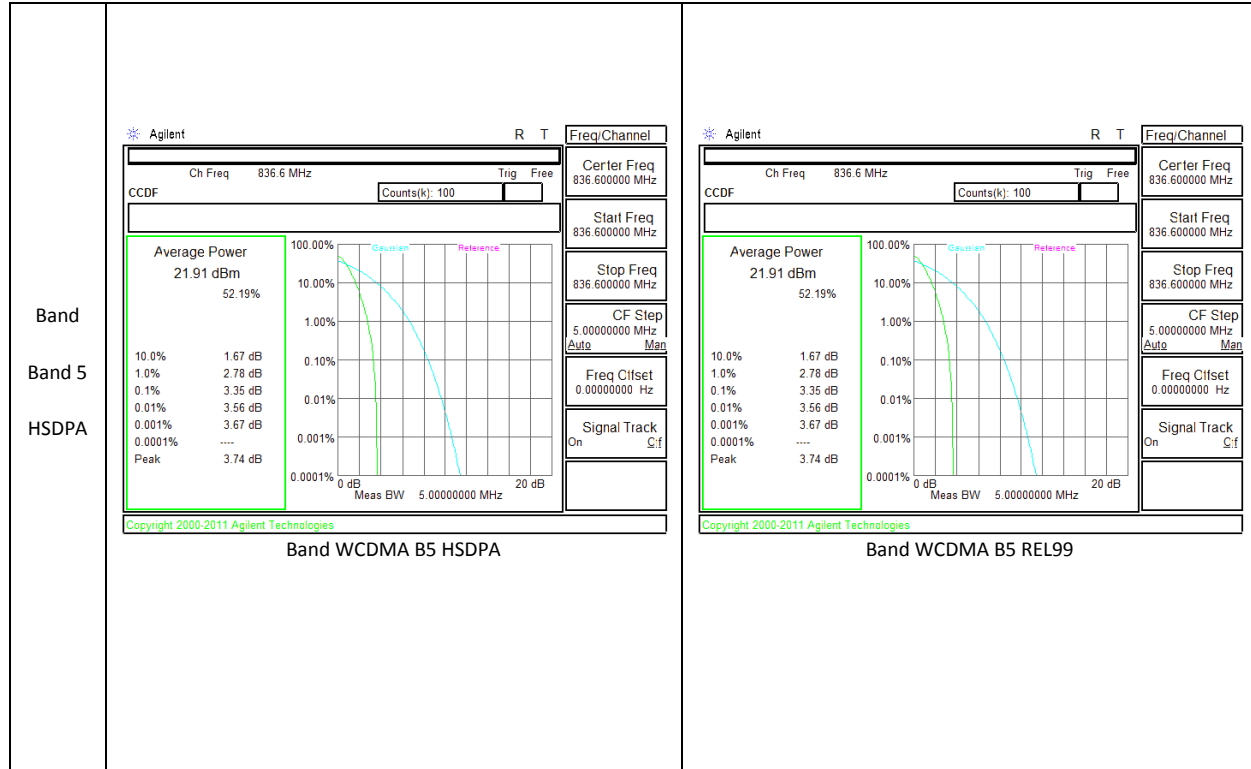 Band
Band 5
HSDPA
Agilent R T
Ch Freq 836.6 MHz Trig Free
CCDF Counts(k): 100
Average Power
21.91 dBm
52.19%
10.0% 1.67 dB
1.0% 2.78 dB
0.1% 3.35 dB
0.01% 3.56 dB
0.001% 3.67 dB
0.0001% ----
Peak 3.74 dB
Gaussian Reference
100.00%
10.00%
1.00%
0.10%
0.01%
0.001%
0.0001%
0 dB 20 dB
Meas BW 5.00000000 MHz
Freq/Channel
Center Freq
836.600000 MHz
Start Freq
836.600000 MHz
Stop Freq
836.600000 MHz
CF Step
5.00000000 MHz
Auto Man
Freq Offset
0.00000000 Hz
Signal Track
On Off
Copyright 2000-2011 Agilent Technologies
Band WCDMA B5 HSDPA
Agilent R T
Ch Freq 836.6 MHz Trig Free
CCDF Counts(k): 100
Average Power
21.91 dBm
52.19%
10.0% 1.67 dB
1.0% 2.78 dB
0.1% 3.35 dB
0.01% 3.56 dB
0.001% 3.67 dB
0.0001% ----
Peak 3.74 dB
Gaussian Reference
100.00%
10.00%
1.00%
0.10%
0.01%
0.001%
0.0001%
0 dB 20 dB
Meas BW 5.00000000 MHz
Freq/Channel
Center Freq
836.600000 MHz
Start Freq
836.600000 MHz
Stop Freq
836.600000 MHz
CF Step
5.00000000 MHz
Auto Man
Freq Offset
0.00000000 Hz
Signal Track
On Off
Copyright 2000-2011 Agilent Technologies
Band WCDMA B5 REL99